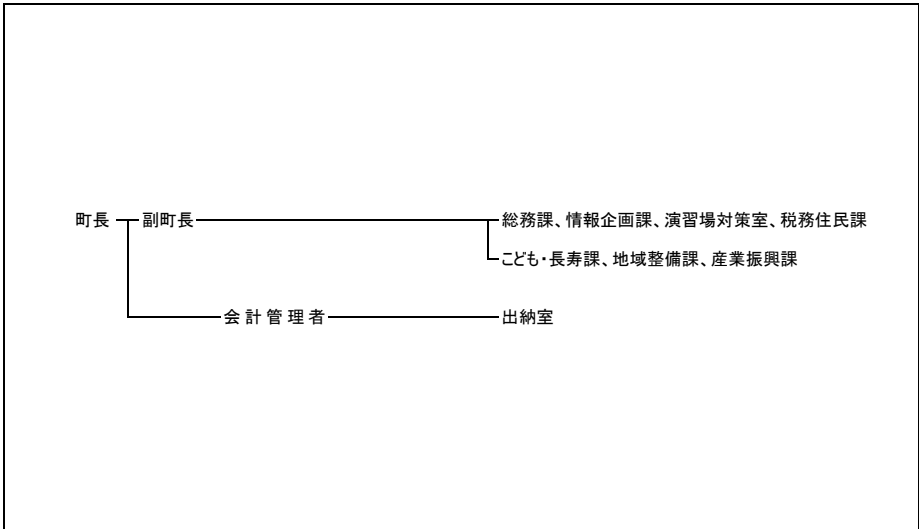 町長 副町長 総務課、情報企画課、演習場対策室、税務住民課
こども・長寿課、地域整備課、産業振興課
会計管理者 出納室